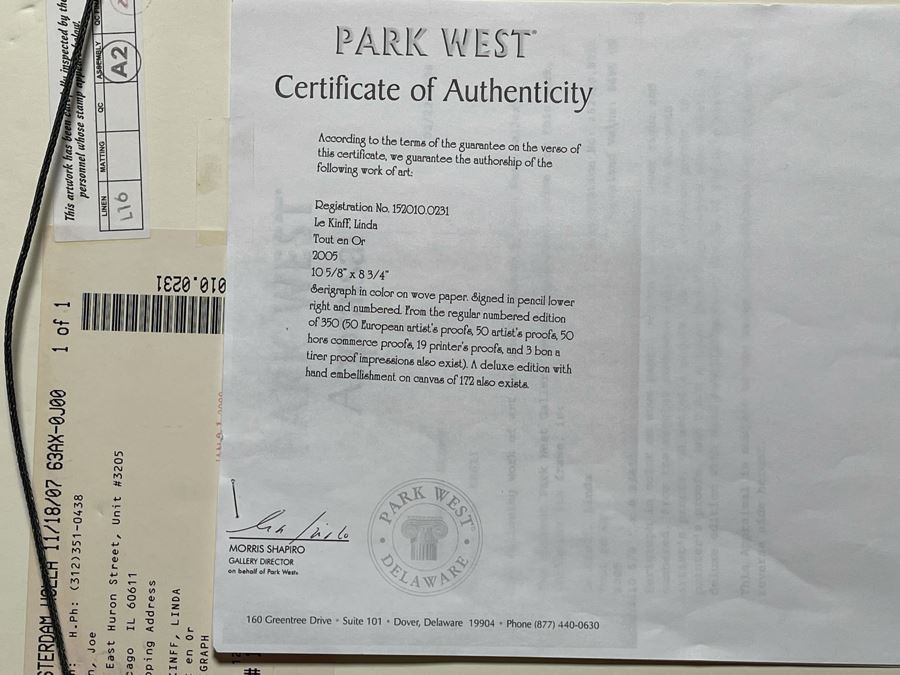 PARK WEST®
Certificate of Authenticity
According to the terms of the guarantee on the verso of
this certificate, we guarantee the authorship of the
following work of art:
Registration No. 152010.0231
Le Kinff, Linda
Tout en Or
2005
10 5/8" x 8 3/4"
Serigraph in color on wove paper. Signed in pencil lower
right and numbered. From the regular numbered edition
of 350 (50 European artist's proofs, 50 artist's proofs, 50
hors commerce proofs, 19 printer's proofs, and 3 bon a
tirer proof impressions also exist). A deluxe edition with
hand embellishment on canvas of 172 also exists.
MORRIS SHAPIRO
GALLERY DIRECTOR
on behalf of Park West®
PARK WEST®
DELAWARE
160 Greentree Drive • Suite 101 • Dover, Delaware 19904 • Phone (877) 440-0630
This artwork has been inspected by the
personnel whose stamp
LINEN MATTING QC ASSEMBLY
L16 A2
010.0231
1 of 1
11/18/07 63AX-0J00
H.Ph: (312)351-0438
Joe
East Huron Street, Unit #3205
IL 60611
Address
KINFF, LINDA
en Or
GRAPH